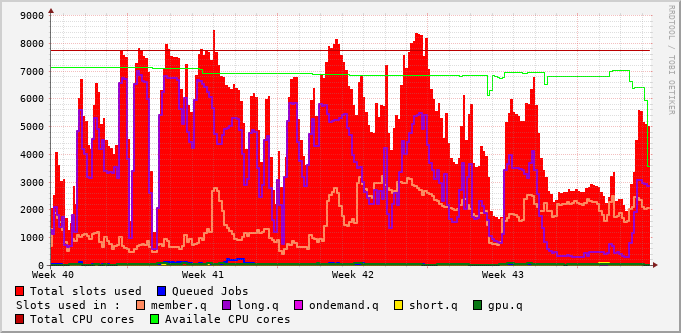 9000
8000
7000
6000
5000
4000
3000
2000
1000
0
Week 40 Week 41 Week 42 Week 43
RRDTOOL / TOBI OETIKER
Total slots used Queued Jobs
Slots used in : member.q long.q ondemand.q short.q gpu.q
Total CPU cores Availale CPU cores